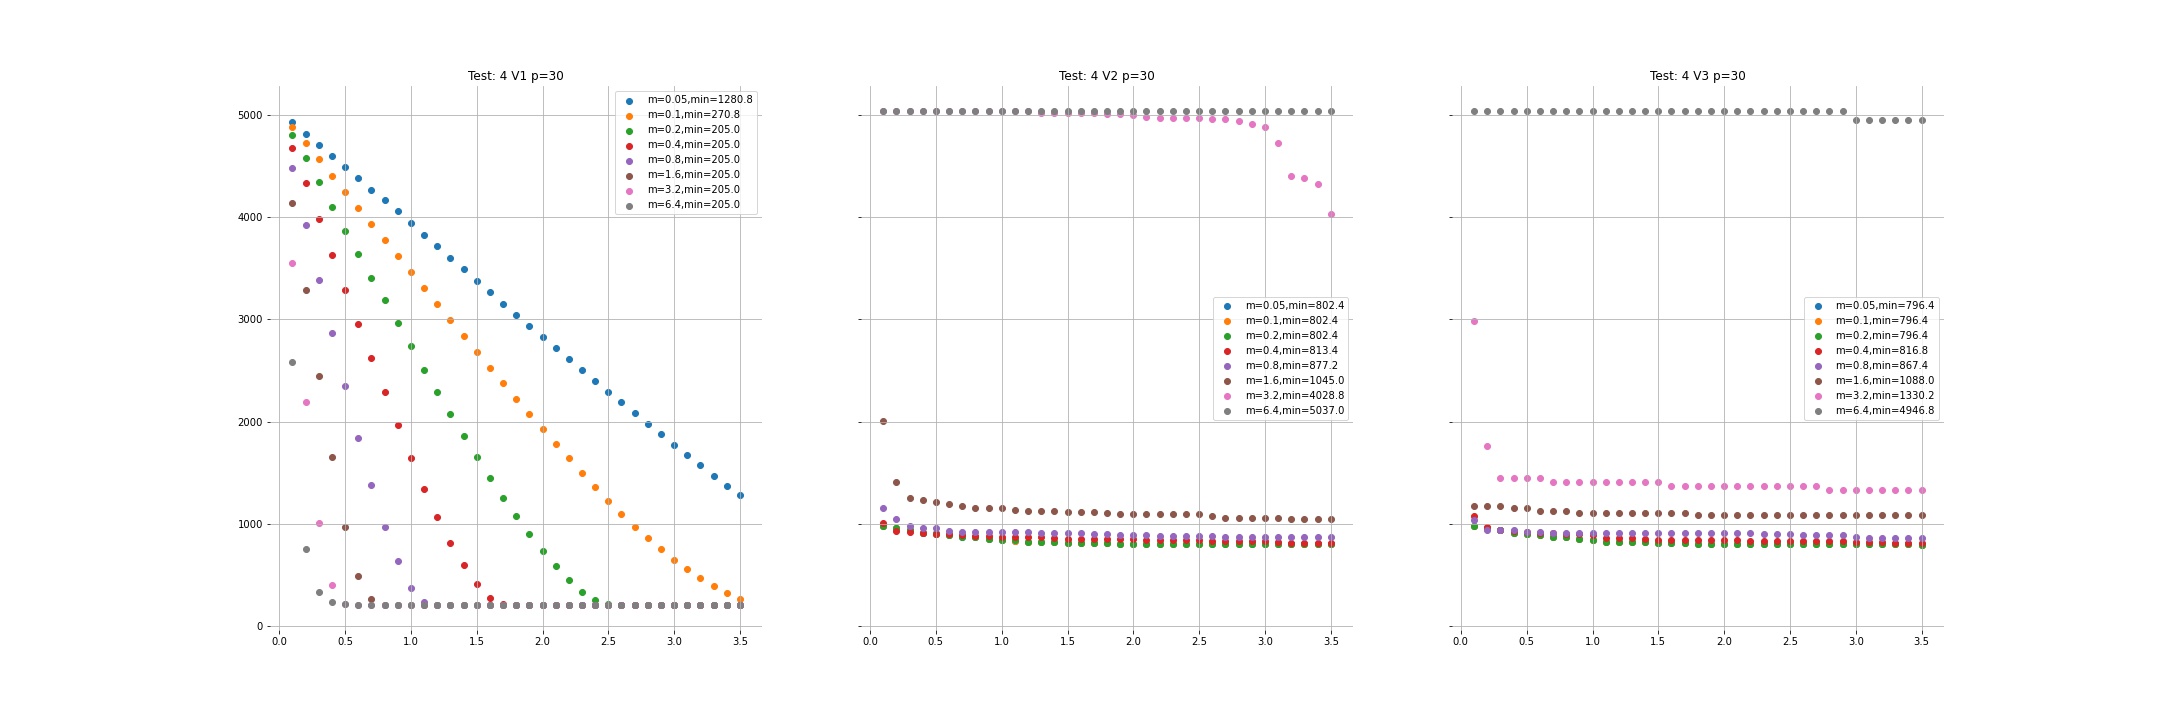 Test: 4 V1 p=30
m=0.05,min=1280.8
m=0.1,min=270.8
m=0.2,min=205.0
m=0.4,min=205.0
m=0.8,min=205.0
m=1.6,min=205.0
m=3.2,min=205.0
m=6.4,min=205.0
5000
4000
3000
2000
1000
0
0.0 0.5 1.0 1.5 2.0 2.5 3.0 3.5
Test: 4 V2 p=30
m=0.05,min=802.4
m=0.1,min=802.4
m=0.2,min=802.4
m=0.4,min=813.4
m=0.8,min=877.2
m=1.6,min=1045.0
m=3.2,min=4028.8
m=6.4,min=5037.0
0.0 0.5 1.0 1.5 2.0 2.5 3.0 3.5
Test: 4 V3 p=30
m=0.05,min=796.4
m=0.1,min=796.4
m=0.2,min=796.4
m=0.4,min=816.8
m=0.8,min=867.4
m=1.6,min=1088.0
m=3.2,min=1330.2
m=6.4,min=4946.8
0.0 0.5 1.0 1.5 2.0 2.5 3.0 3.5